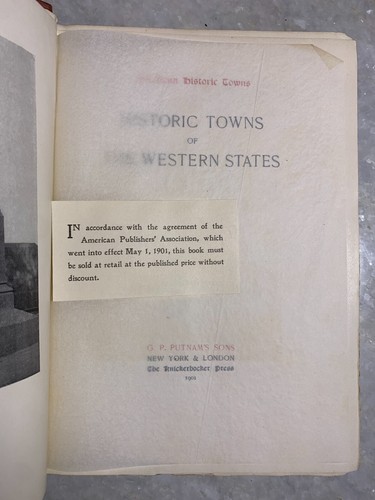 American Historic Towns
HISTORIC TOWNS
OF
THE WESTERN STATES
IN accordance with the agreement of the
American Publishers' Association, which
went into effect May 1, 1901, this book must
be sold at retail at the published price without
discount.
G. P. PUTNAM'S SONS
NEW YORK & LONDON
The Knickerbocker Press
1901